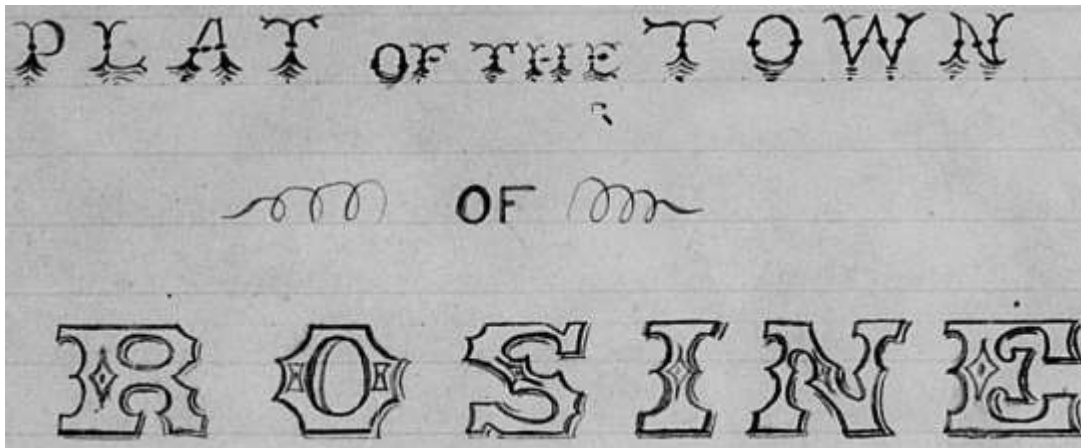 PLAT OF THE TOWN
OF
ROSINE